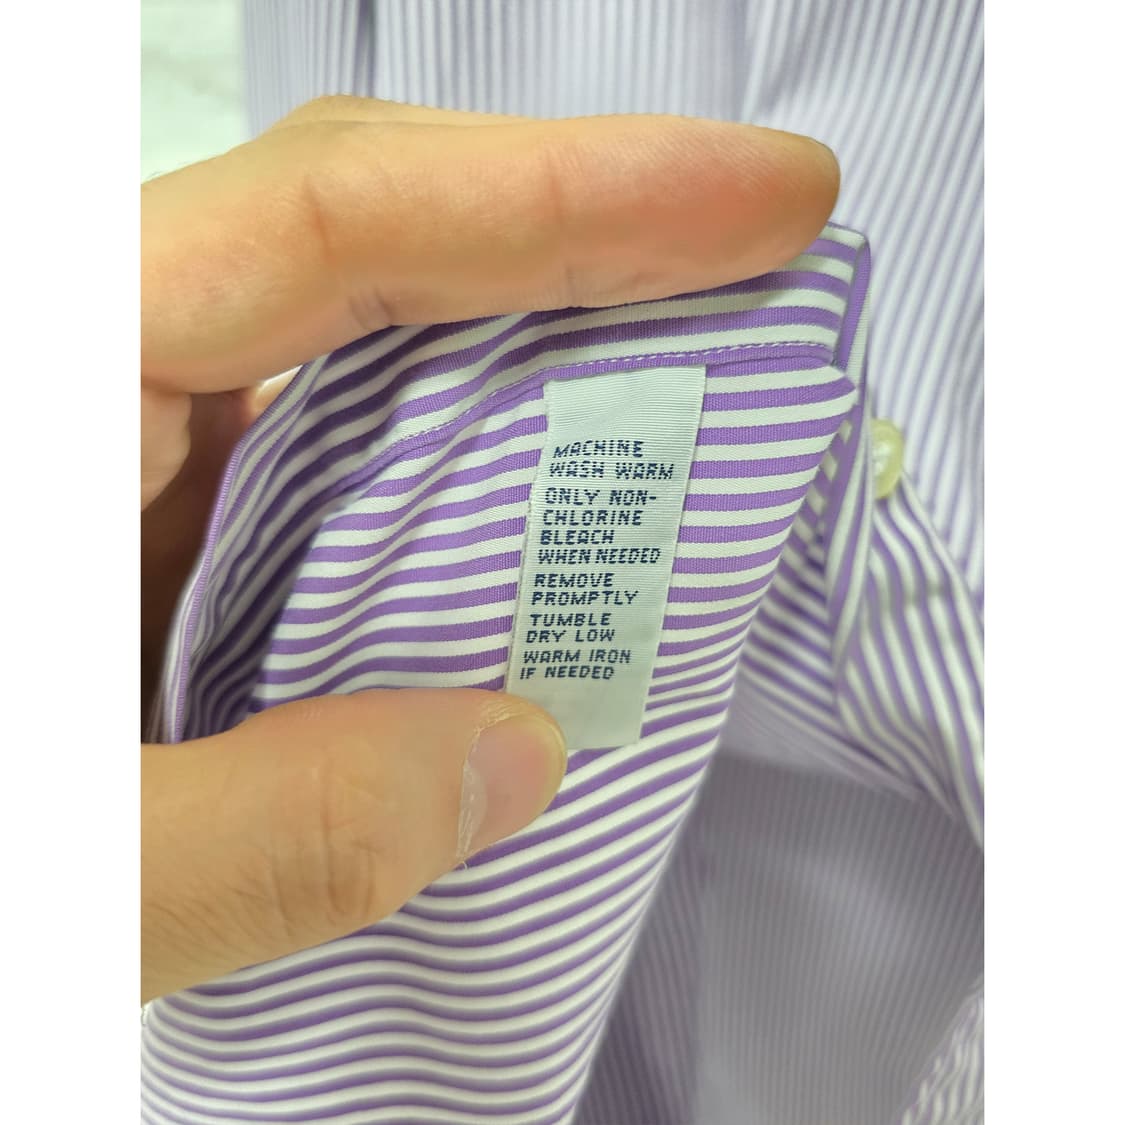 MACHINE
WASH WARM
ONLY NON-
CHLORINE
BLEACH
WHEN NEEDED
REMOVE
PROMPTLY
TUMBLE
DRY LOW
WARM IRON
IF NEEDED